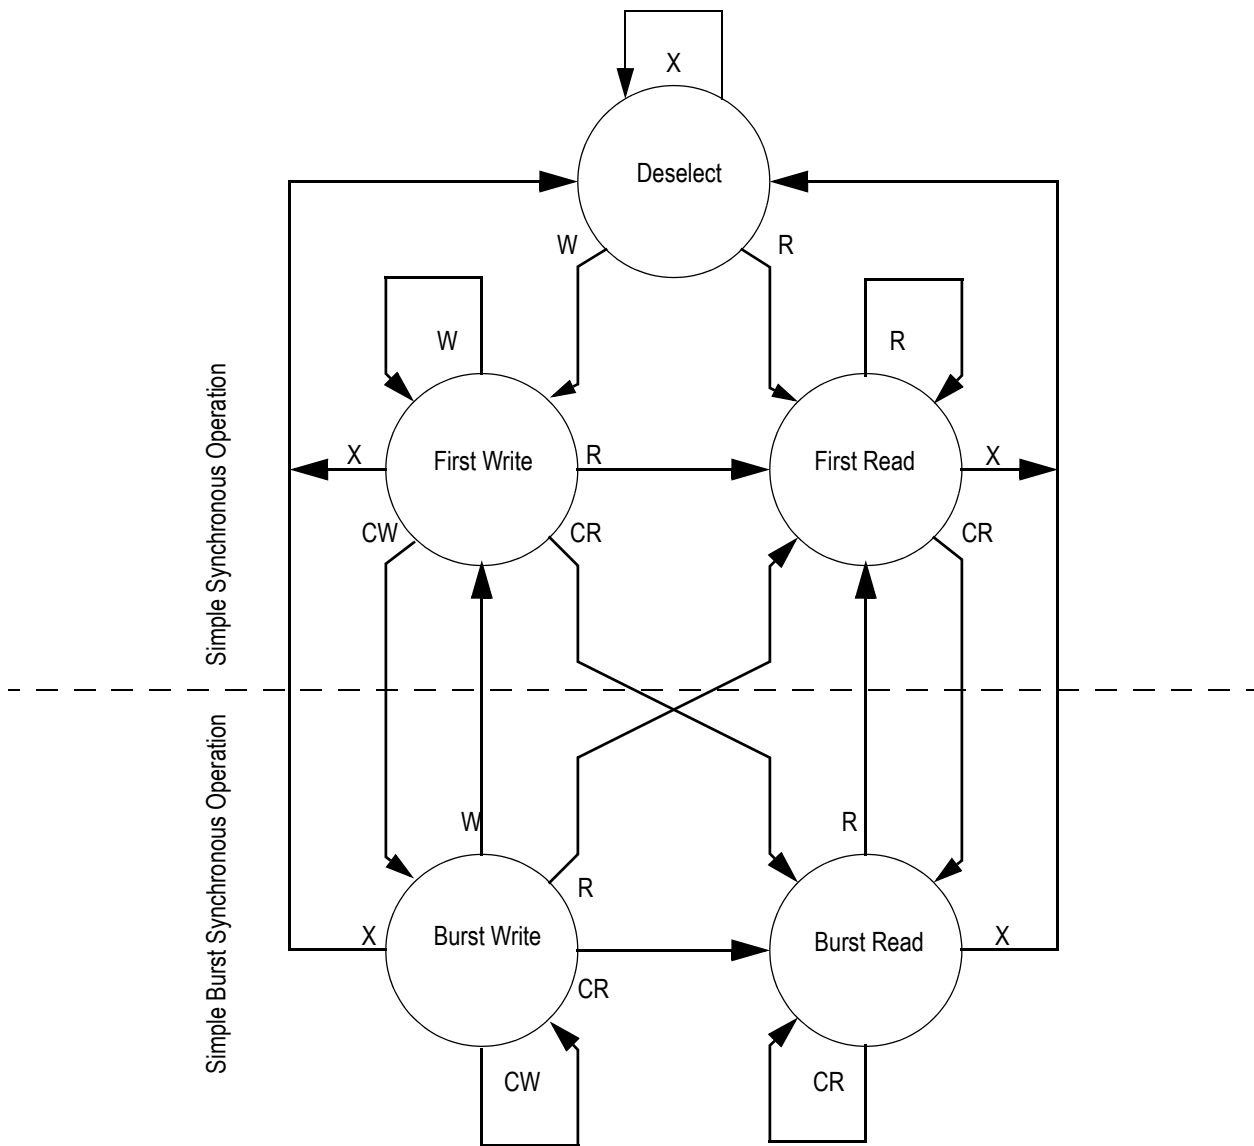 X
Deselect
W
R
W
R
Simple Synchronous Operation
X
First Write
R
First Read
X
CW
CR
CR
Simple Burst Synchronous Operation
W
R
R
X
Burst Write
Burst Read
X
CR
CW
CR